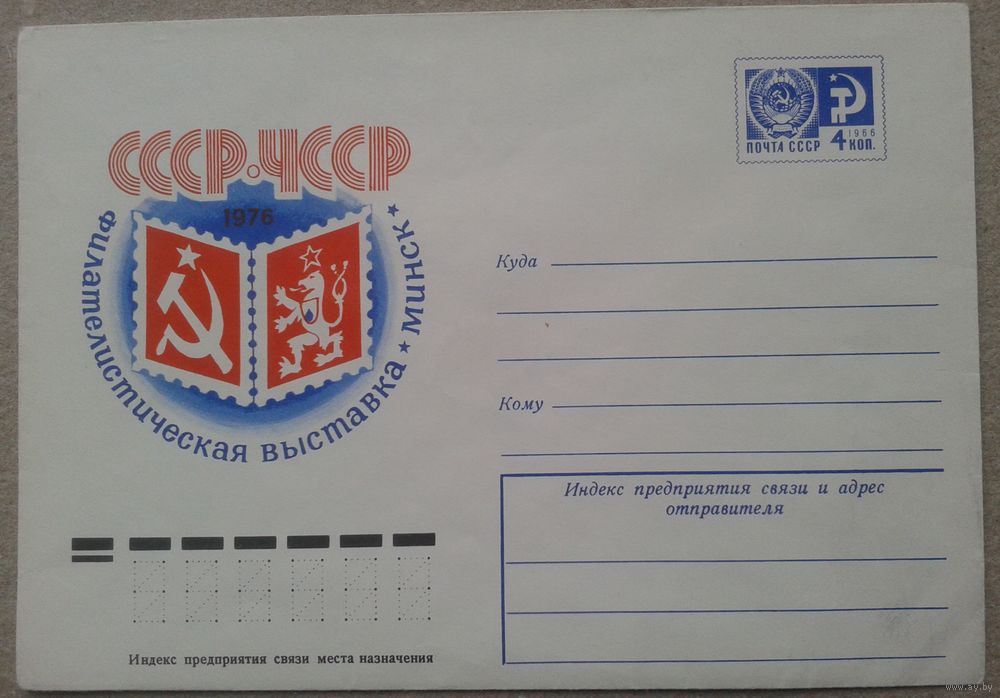 СССР·ЧССР
1976
Филателистическая выставка ★ Минск ★
1966
ПОЧТА СССР 4 КОП.
Куда
Кому
Индекс предприятия связи и адрес
отправителя
Индекс предприятия связи места назначения
www.ay.by